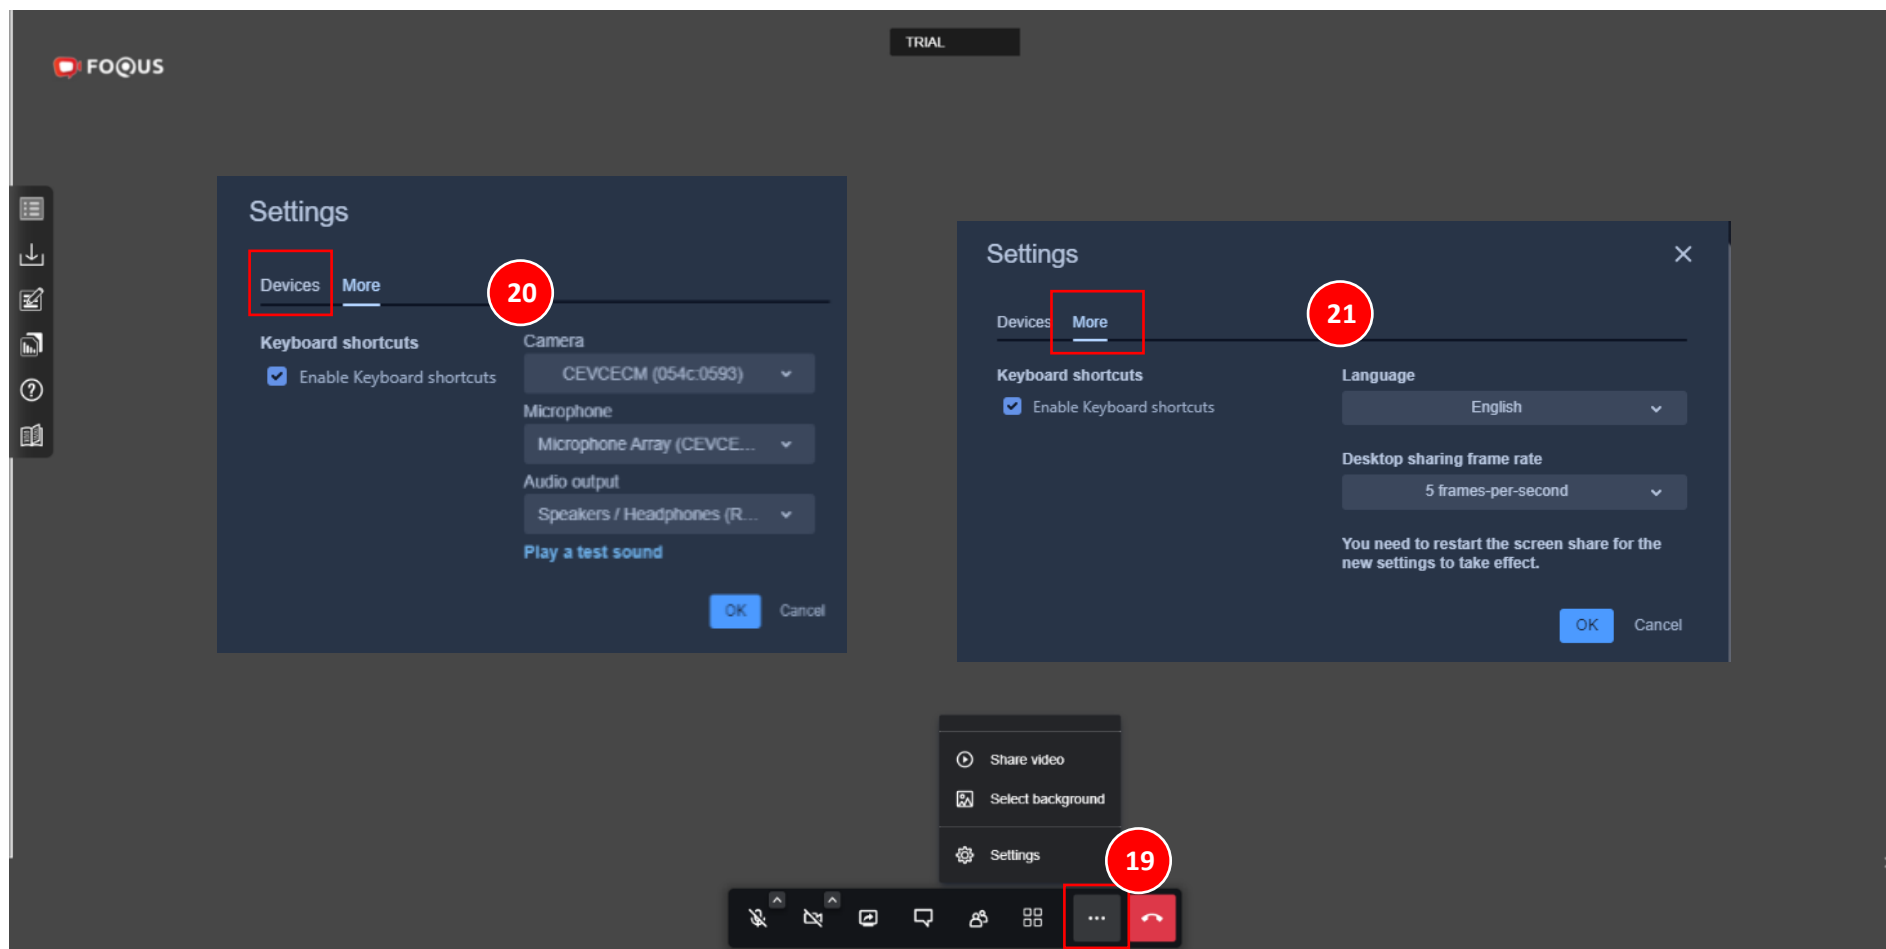 TRIAL
FOQUS
Settings
Devices More
20
Keyboard shortcuts
Enable Keyboard shortcuts
Camera
CEVCECM (054c:0593)
Microphone
Microphone Array (CEVCE...
Audio output
Speakers / Headphones (R...
Play a test sound
OK Cancel
Settings
Devices More
21
Keyboard shortcuts
Enable Keyboard shortcuts
Language
English
Desktop sharing frame rate
5 frames-per-second
You need to restart the screen share for the
new settings to take effect.
OK Cancel
Share video
Select background
Settings
19